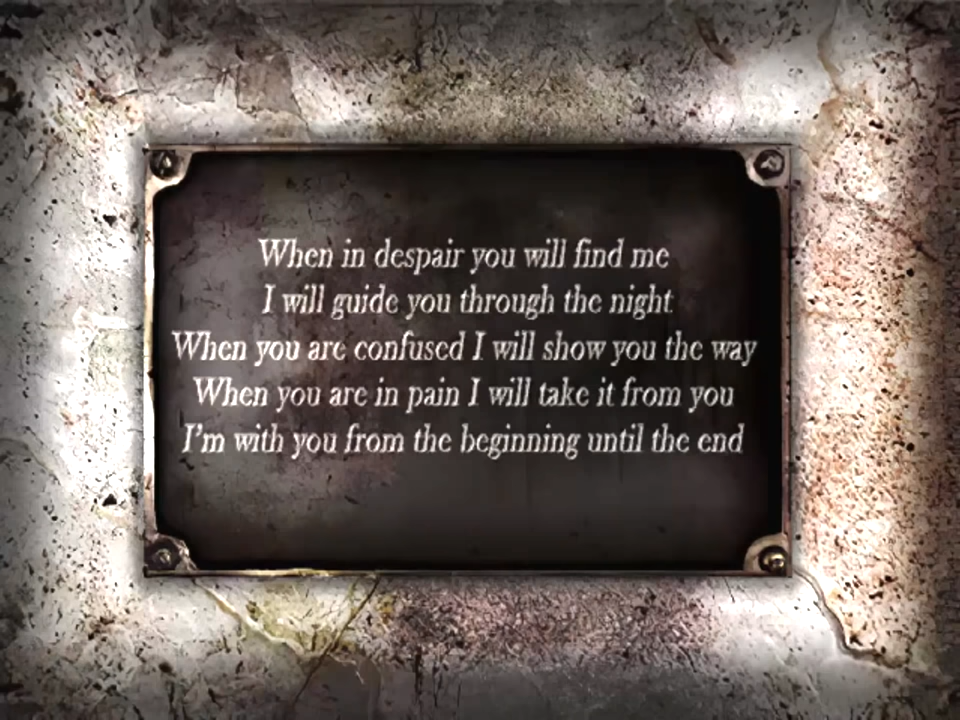 When in despair you will find me
I will guide you through the night
When you are confused I will show you the way
When you are in pain I will take it from you
I'm with you from the beginning until the end